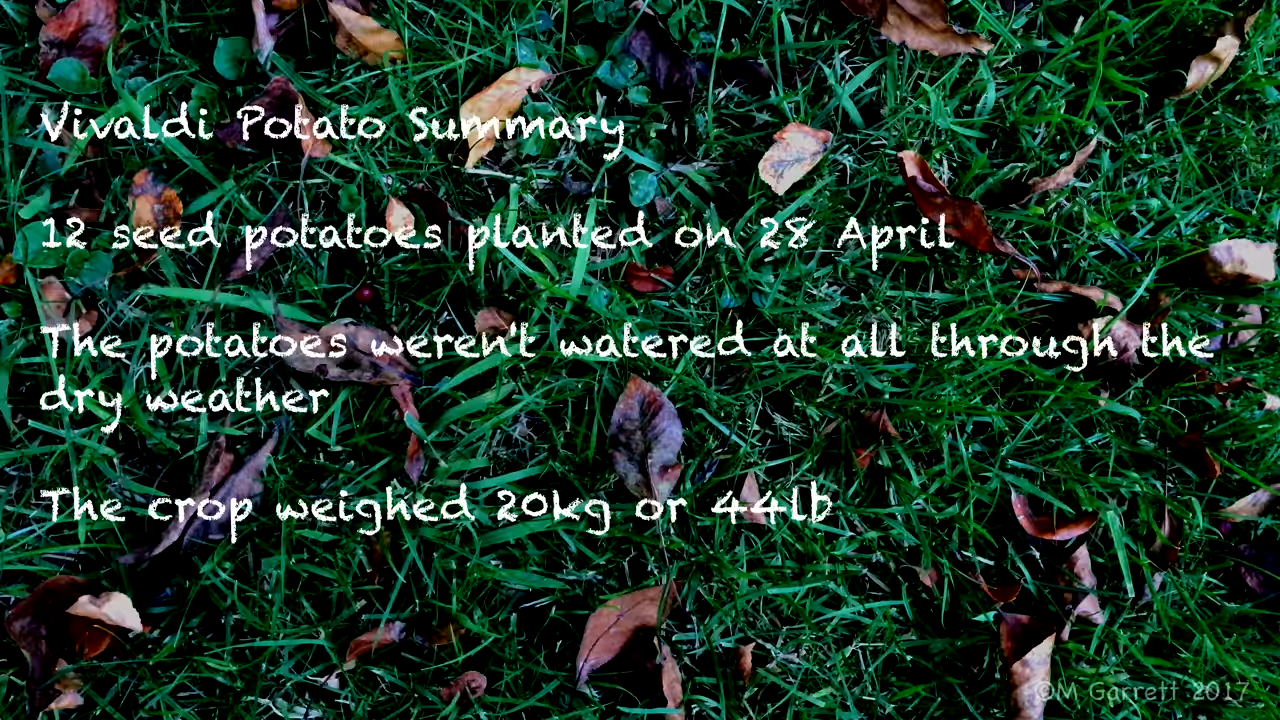 Vivaldi Potato Summary
12 seed potatoes planted on 28 April
The potatoes weren't watered at all through the
dry weather
The crop weighed 20kg or 44lb
©M Garrett 2017